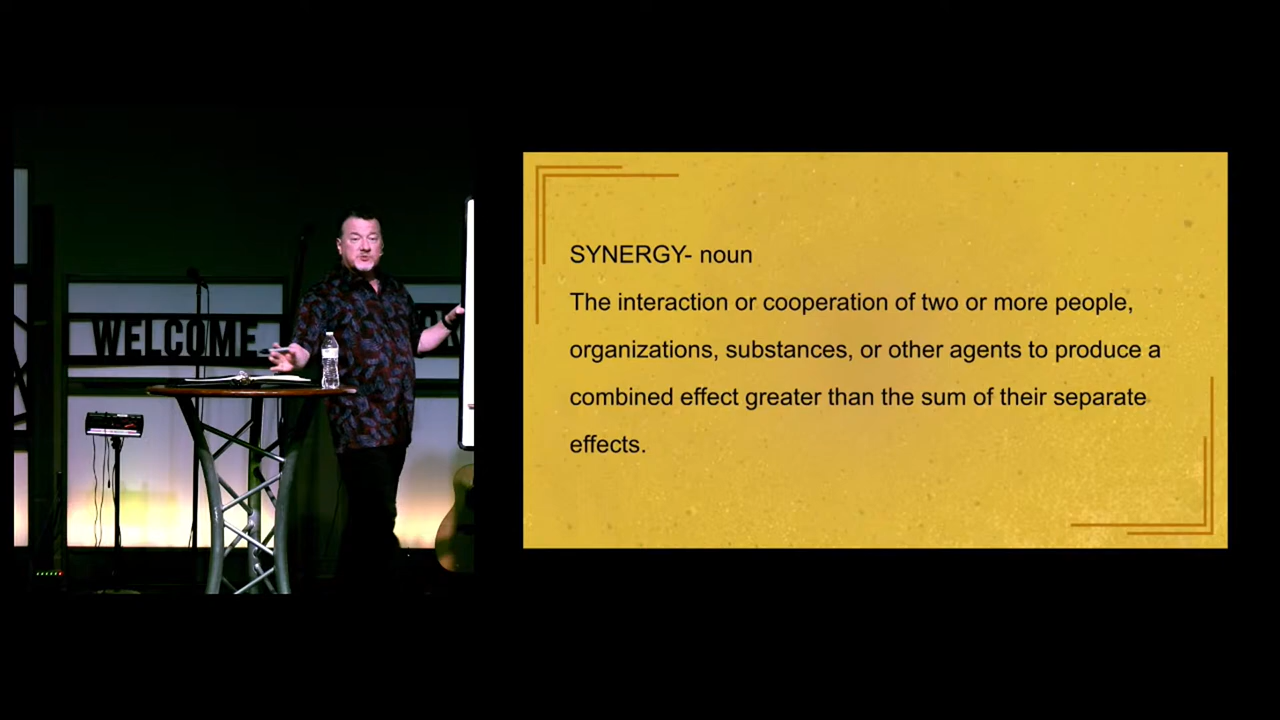 WELCOME
SYNERGY- noun
The interaction or cooperation of two or more people,
organizations, substances, or other agents to produce a
combined effect greater than the sum of their separate
effects.